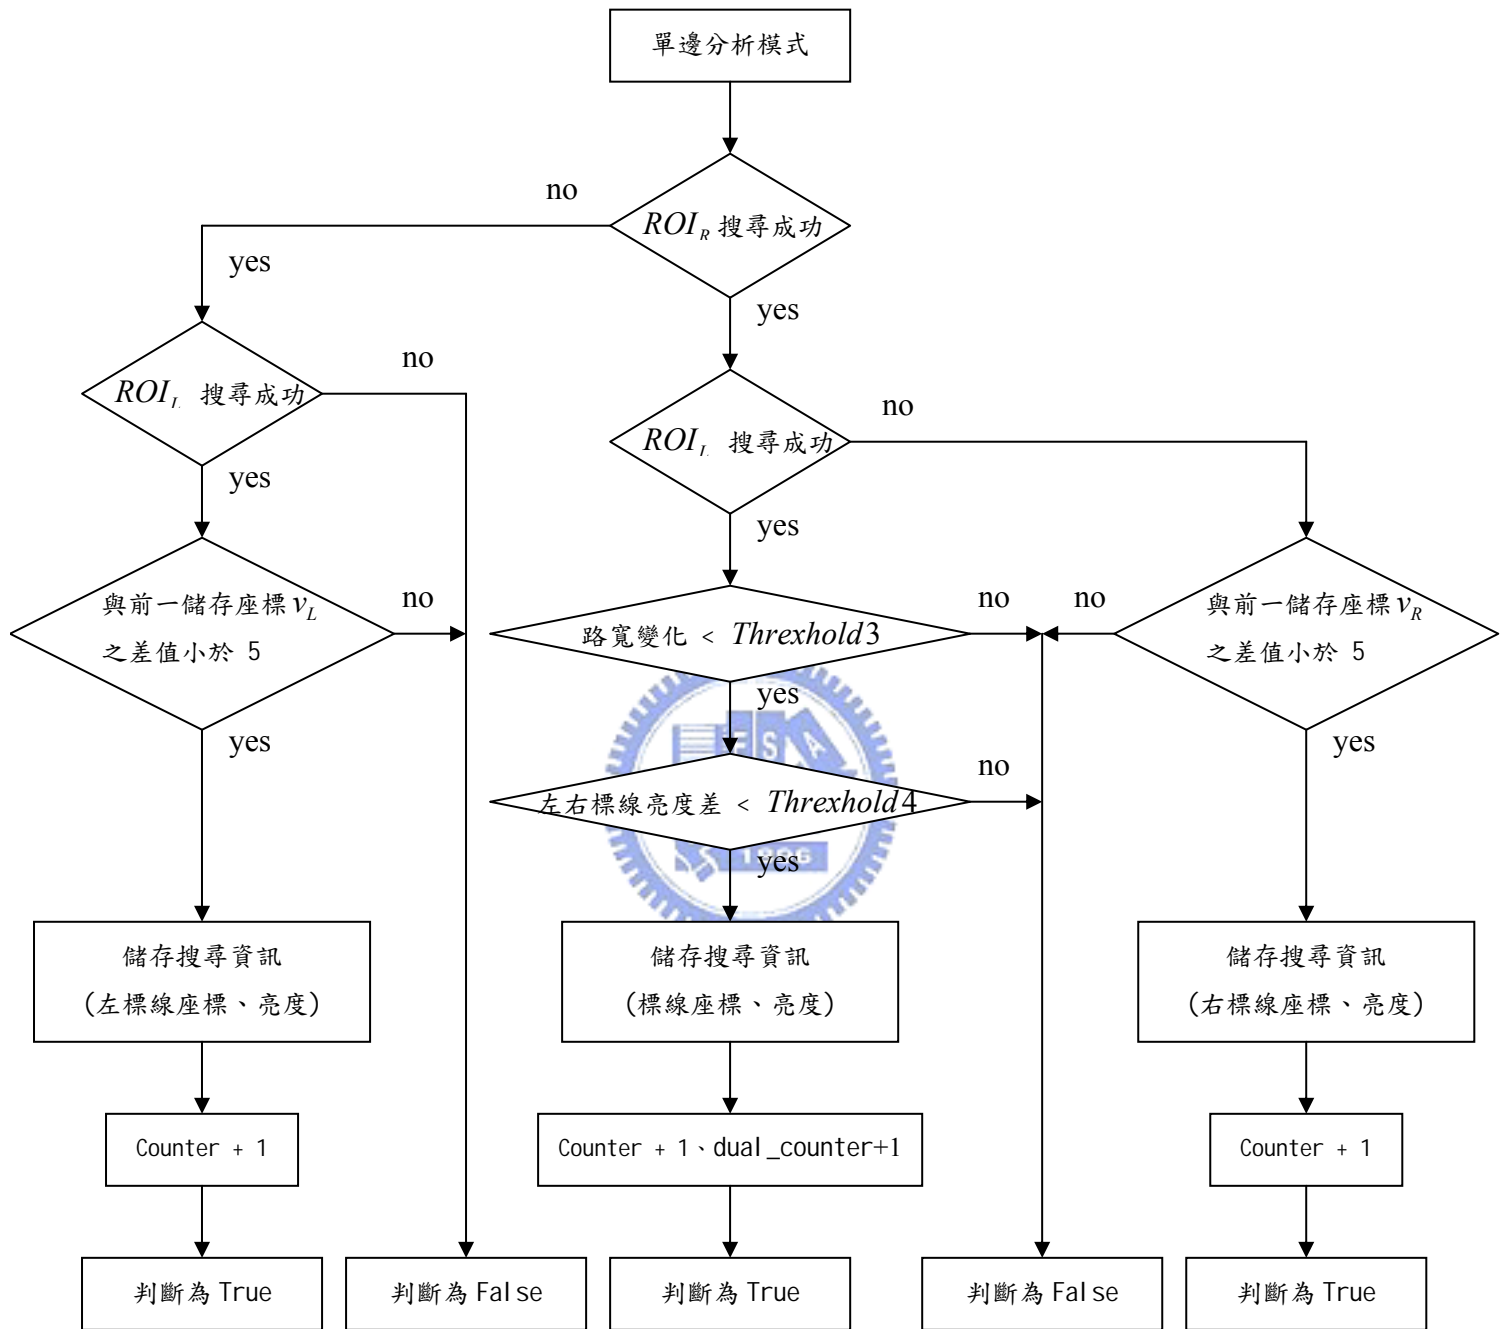 單邊分析模式
no
ROI_R 搜尋成功
yes
yes
no
ROI_L 搜尋成功
no
ROI_L 搜尋成功
yes
yes
與前一儲存座標 v_L
之差值小於 5
no
路寬變化 < Threxhold3
no
no
與前一儲存座標 v_R
之差值小於 5
yes
yes
yes
ESA
左右標線亮度差 < Threxhold4
no
1896
yes
儲存搜尋資訊
(左標線座標、亮度)
儲存搜尋資訊
(標線座標、亮度)
儲存搜尋資訊
(右標線座標、亮度)
Counter + 1
Counter + 1、dual_counter+1
Counter + 1
判斷為 True
判斷為 False
判斷為 True
判斷為 False
判斷為 True